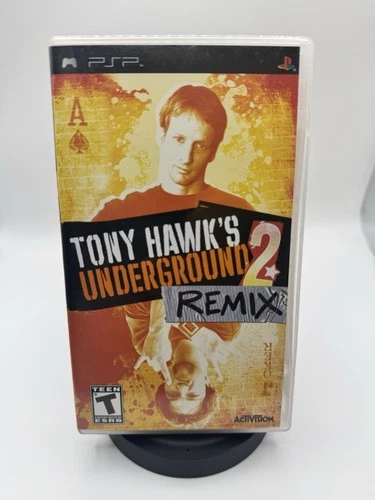 PSP
A
TONY HAWK'S
UNDERGROUND 2
REMIX
TEEN
T
ESRB
ACTIVISION